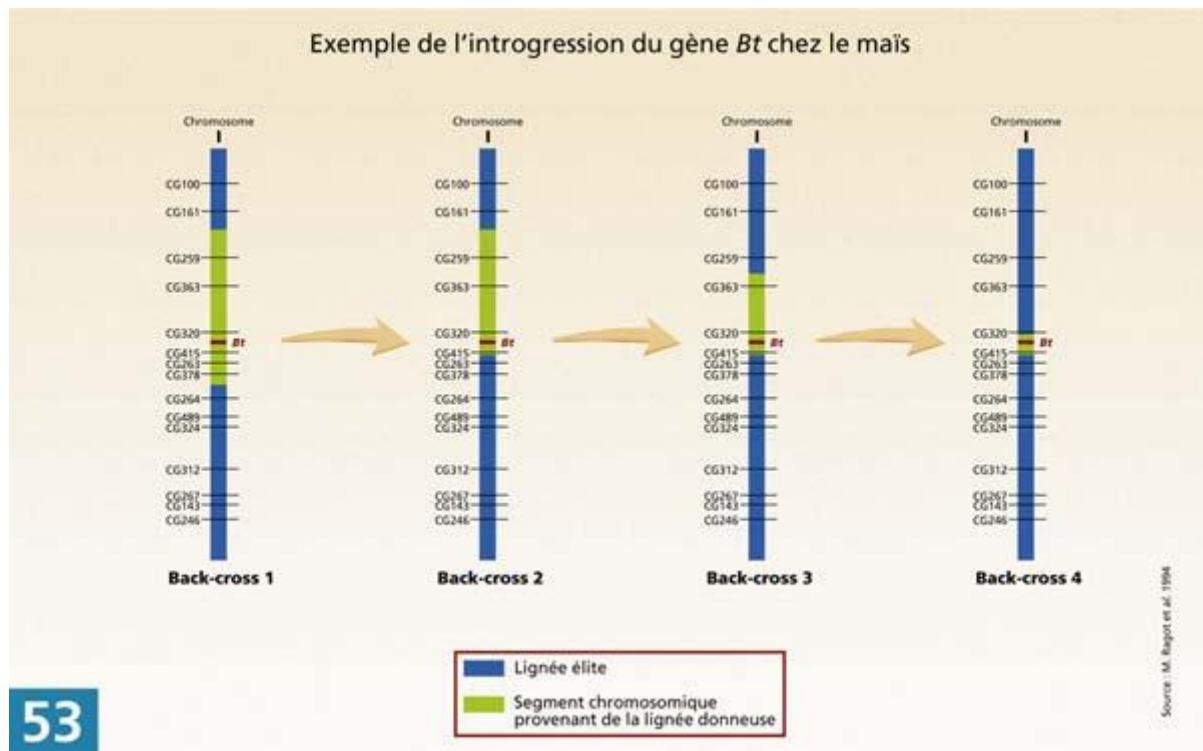 Exemple de l'introgression du gène Bt chez le maïs
Chromosome
CG100
CG161
CG259
CG363
CG320
Bt
CG415
CG263
CG378
CG264
CG489
CG324
CG312
CG267
CG143
CG246
Back-cross 1
Chromosome
CG100
CG161
CG259
CG363
CG320
Bt
CG415
CG263
CG378
CG264
CG489
CG324
CG312
CG267
CG143
CG246
Back-cross 2
Chromosome
CG100
CG161
CG259
CG363
CG320
Bt
CG415
CG263
CG378
CG264
CG489
CG324
CG312
CG267
CG143
CG246
Back-cross 3
Chromosome
CG100
CG161
CG259
CG363
CG320
Bt
CG415
CG263
CG378
CG264
CG489
CG324
CG312
CG267
CG143
CG246
Back-cross 4
Lignée élite
Segment chromosomique
provenant de la lignée donneuse
Source : M. Ragot et al. 1994
53